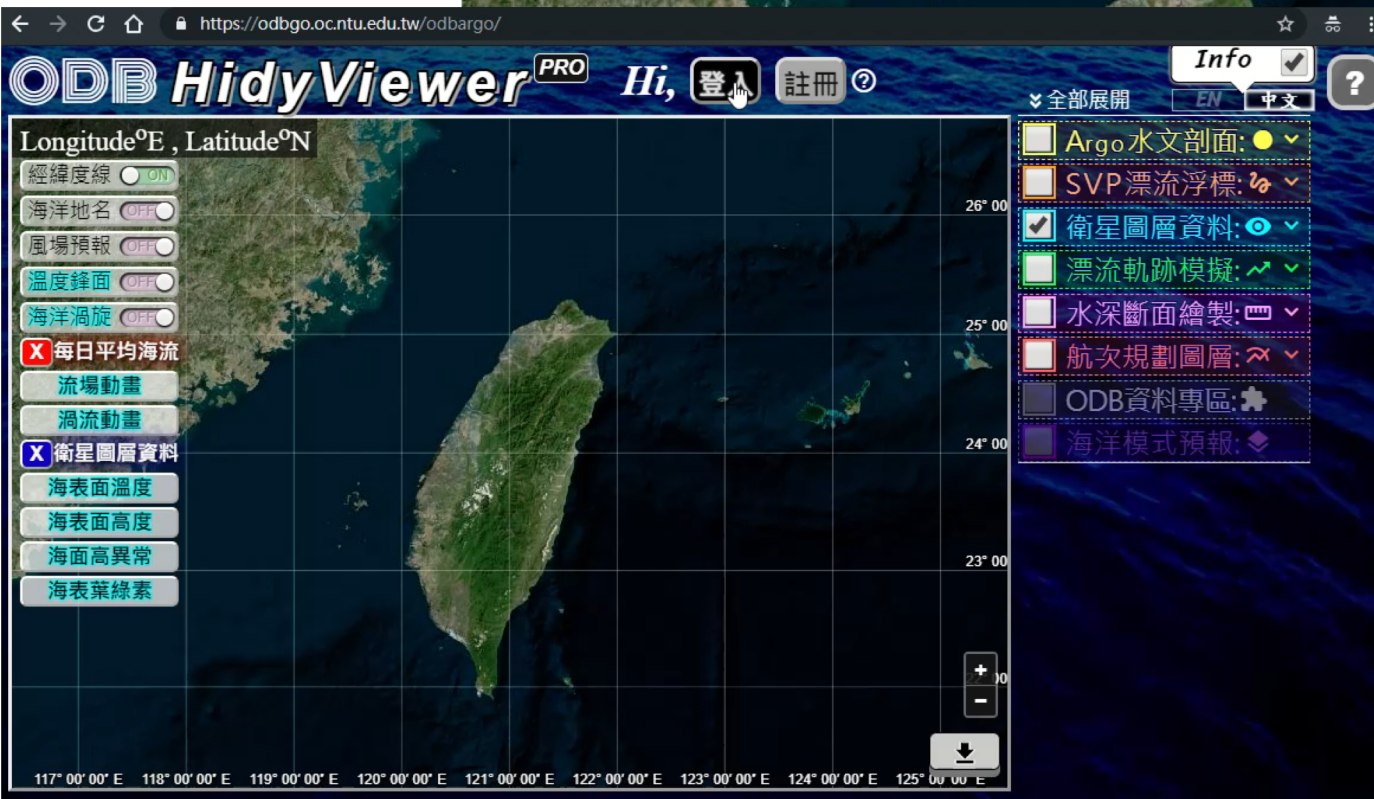 https://odbgo.oc.ntu.edu.tw/odbargo/
ODB HidyViewer PRO Hi, 登入 註冊 ?
Info
?
全部展開 EN 中文
Longitude°E , Latitude°N
經緯度線 ON
海洋地名 OFF
風場預報 OFF
溫度鋒面 OFF
海洋渦旋 OFF
X 每日平均海流
流場動畫
渦流動畫
X 衛星圖層資料
海表面溫度
海表面高度
海面高異常
海表葉綠素
26° 00
25° 00
24° 00
23° 00
+
-
117° 00' 00" E 118° 00' 00" E 119° 00' 00" E 120° 00' 00" E 121° 00' 00" E 122° 00' 00" E 123° 00' 00" E 124° 00' 00" E 125° 00' 00" E
Argo水文剖面:
SVP漂流浮標:
衛星圖層資料:
漂流軌跡模擬:
水深斷面繪製:
航次規劃圖層:
ODB資料專區:
海洋模式預報: